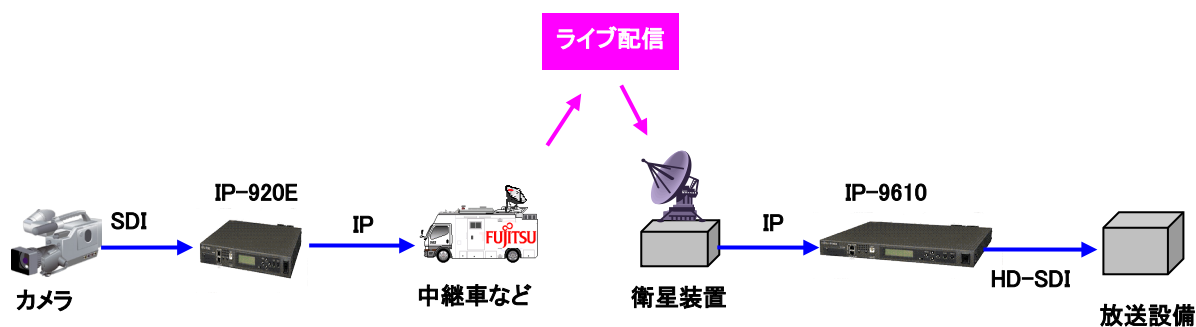 ライブ配信
IP-920E
IP-9610
SDI
IP
FUJITSU
IP
HD-SDI
カメラ
中継車など
衛星装置
放送設備